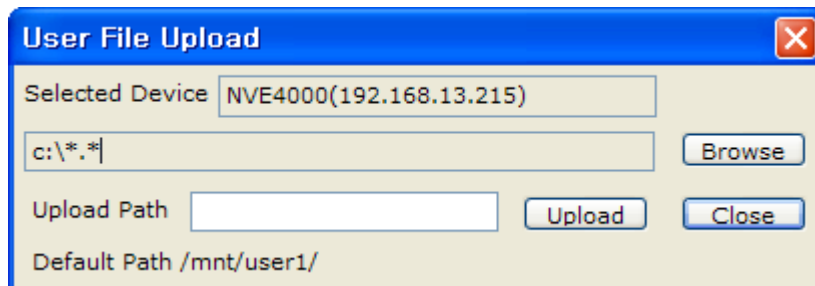 User File Upload
Selected Device NVE4000(192.168.13.215)
c:\*.*
Browse
Upload Path
Upload
Close
Default Path /mnt/user1/